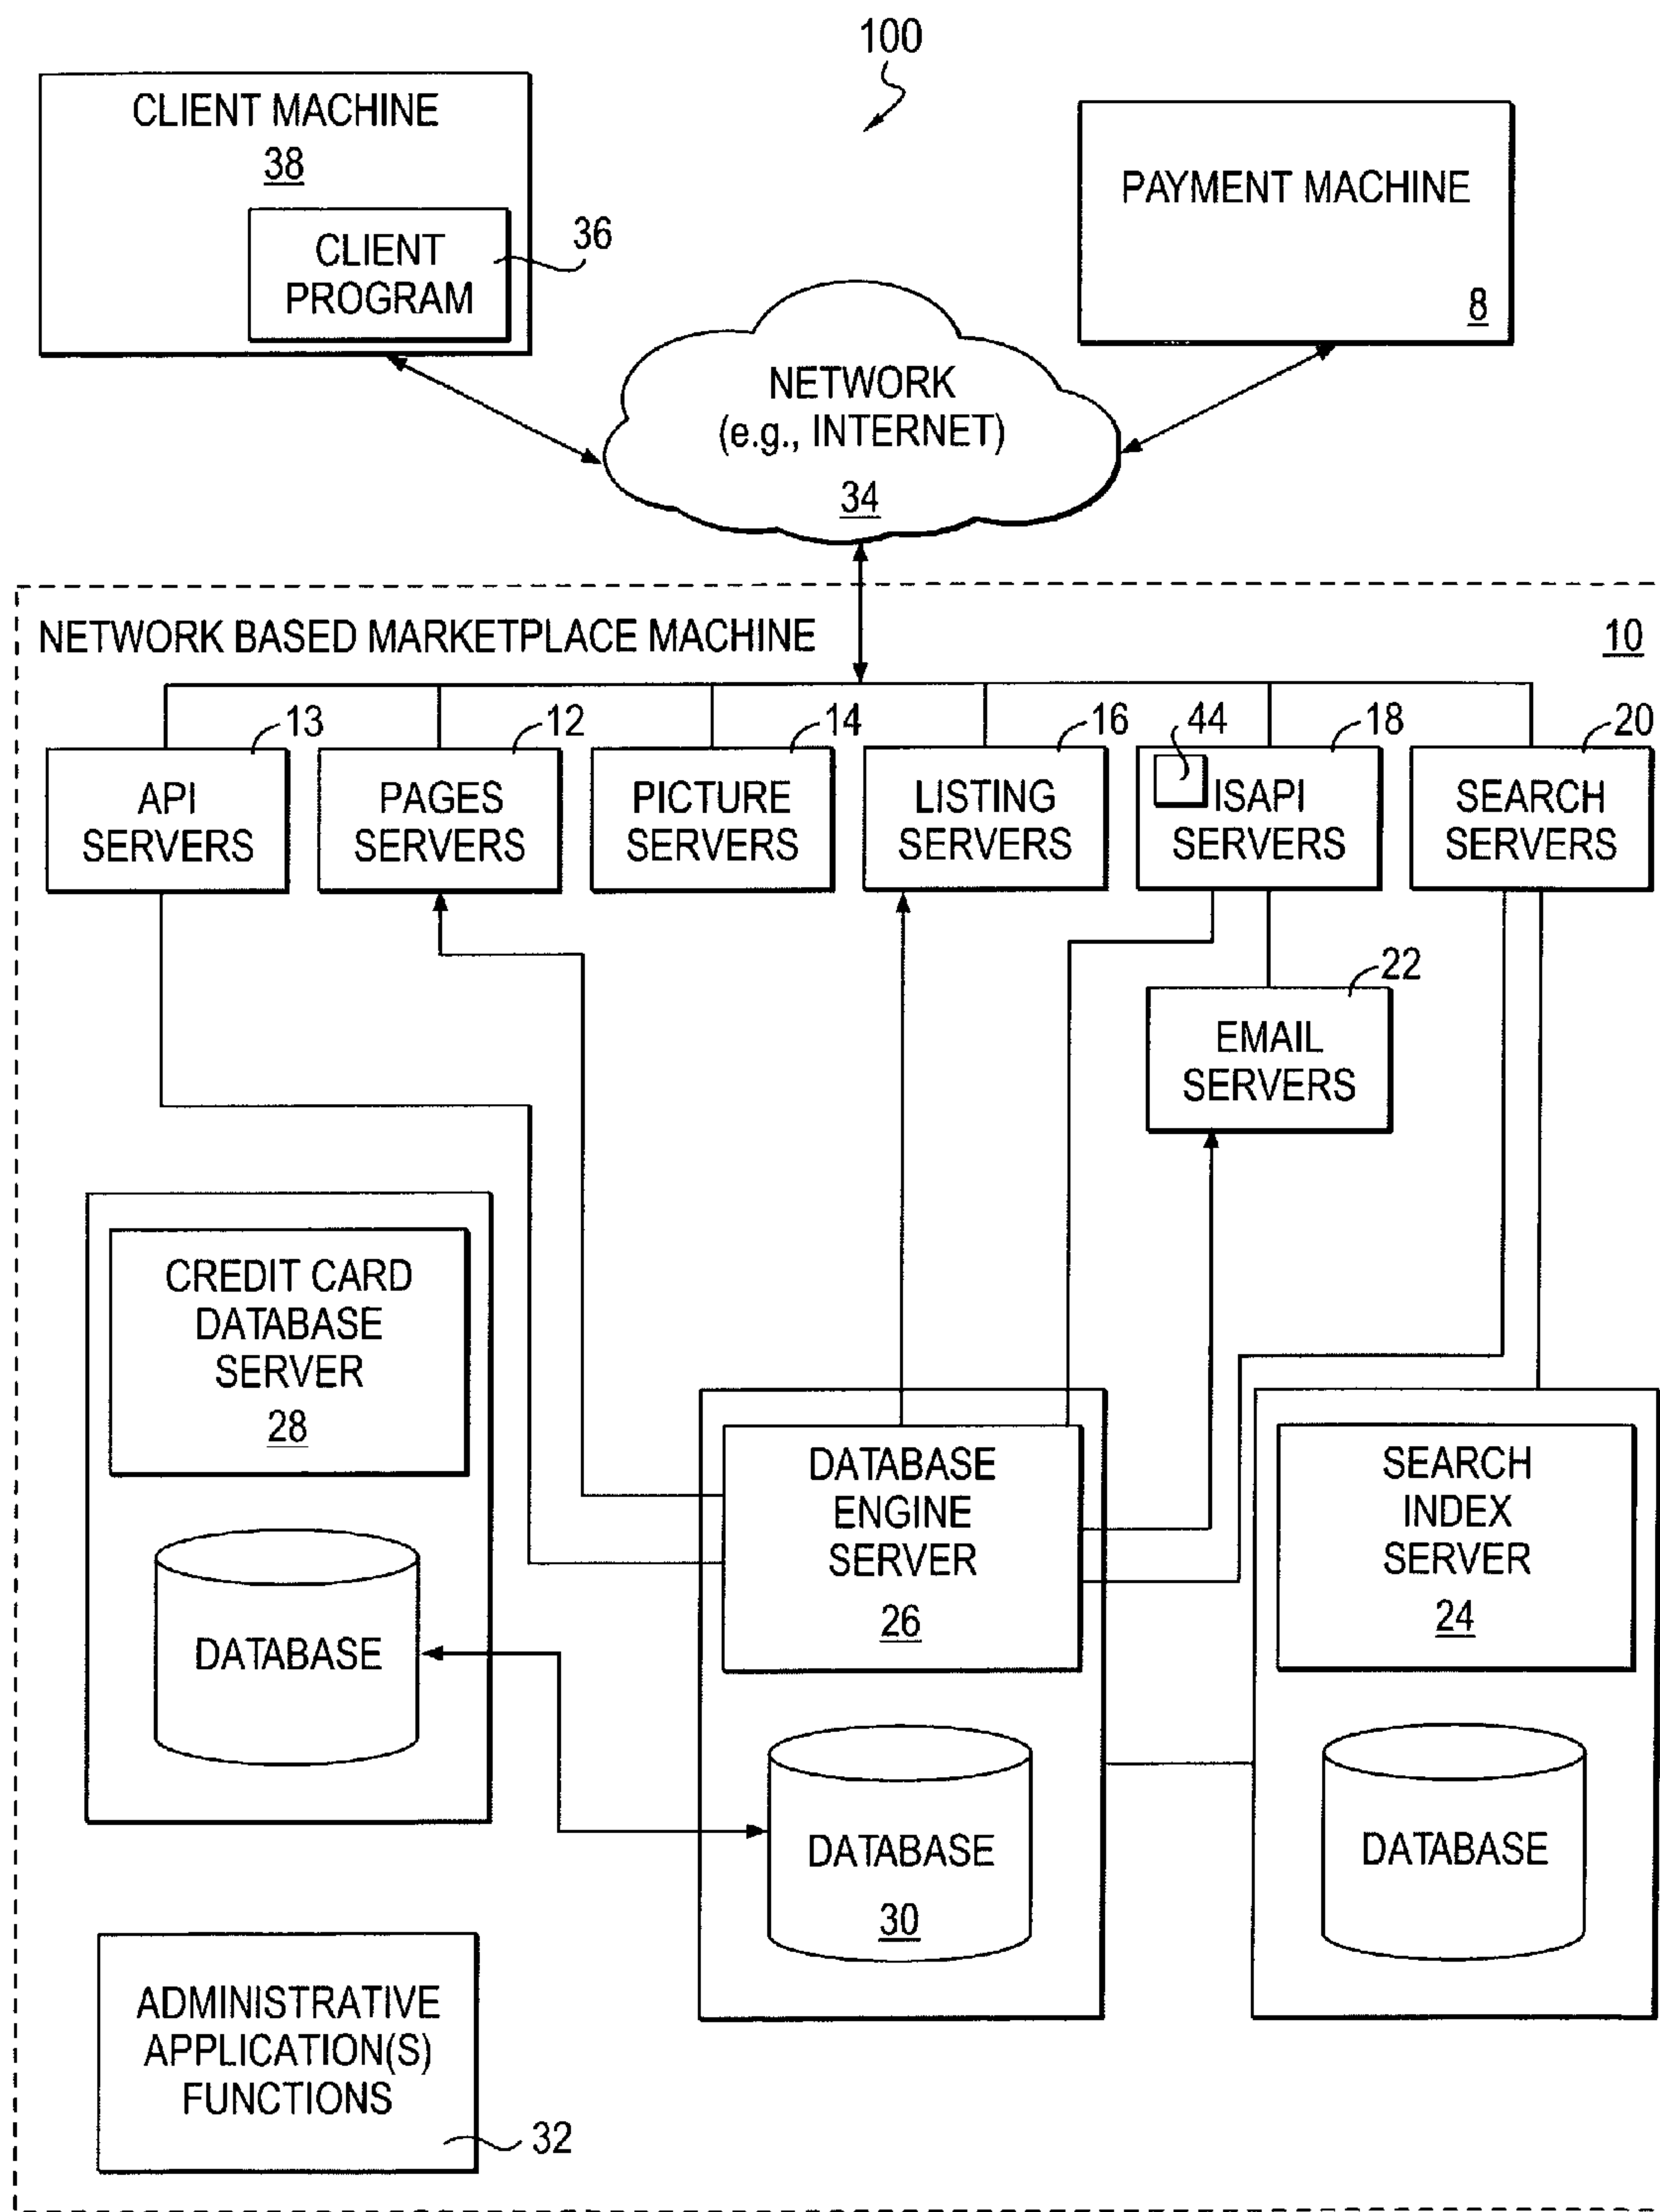 100
CLIENT MACHINE
38
CLIENT
PROGRAM
36
PAYMENT MACHINE
8
NETWORK
(e.g., INTERNET)
34
NETWORK BASED MARKETPLACE MACHINE
10
13
12
14
16
44
18
20
API
SERVERS
PAGES
SERVERS
PICTURE
SERVERS
LISTING
SERVERS
ISAPI
SERVERS
SEARCH
SERVERS
22
EMAIL
SERVERS
CREDIT CARD
DATABASE
SERVER
28
DATABASE
DATABASE
ENGINE
SERVER
26
DATABASE
30
SEARCH
INDEX
SERVER
24
DATABASE
ADMINISTRATIVE
APPLICATION(S)
FUNCTIONS
32